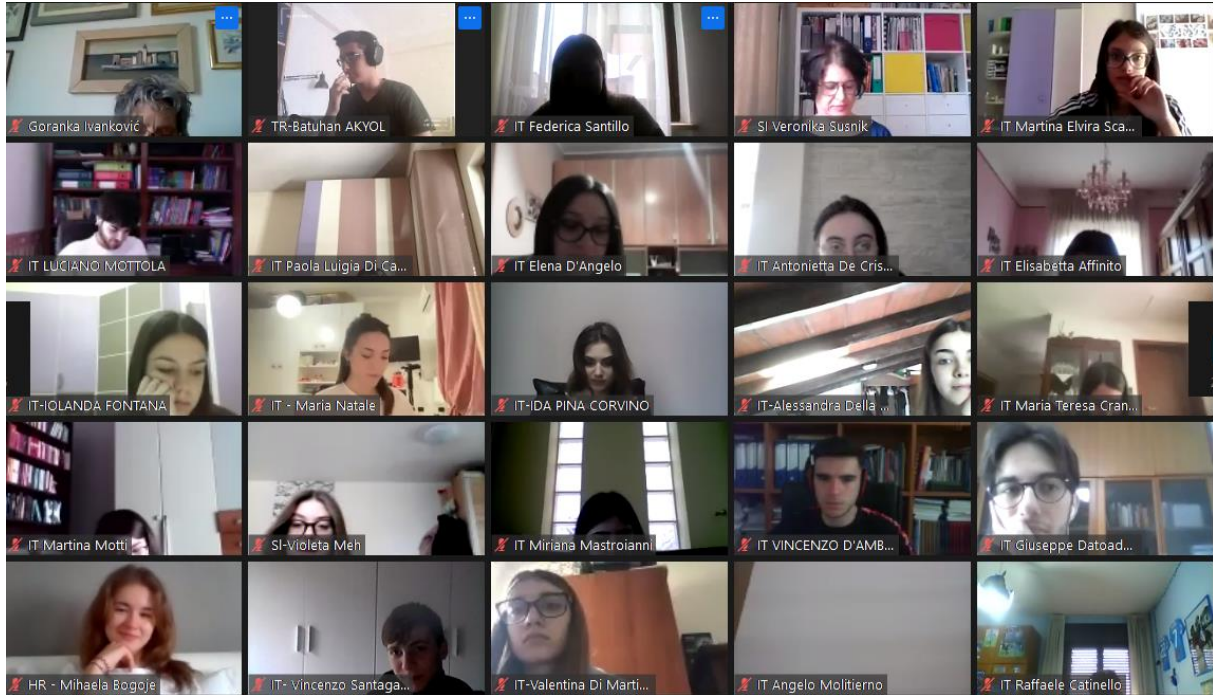 Goranka Ivanković
TR-Batuhan AKYOL
IT Federica Santillo
SI Veronika Susnik
IT Martina Elvira Sca...
IT LUCIANO MOTTOLA
IT Paola Luigia Di Ca...
IT Elena D'Angelo
IT Antonietta De Cris...
IT Elisabetta Affinito
IT-IOLANDA FONTANA
IT - Maria Natale
IT-IDA PINA CORVINO
IT-Alessandra Della ...
IT Maria Teresa Cran...
IT Martina Motti
SI-Violeta Meh
IT Miriana Mastroianni
IT VINCENZO D'AMB...
IT Giuseppe Datoad...
HR - Mihaela Bogoje
IT- Vincenzo Santaga...
IT-Valentina Di Marti...
IT Angelo Molitierno
IT Raffaele Catinello